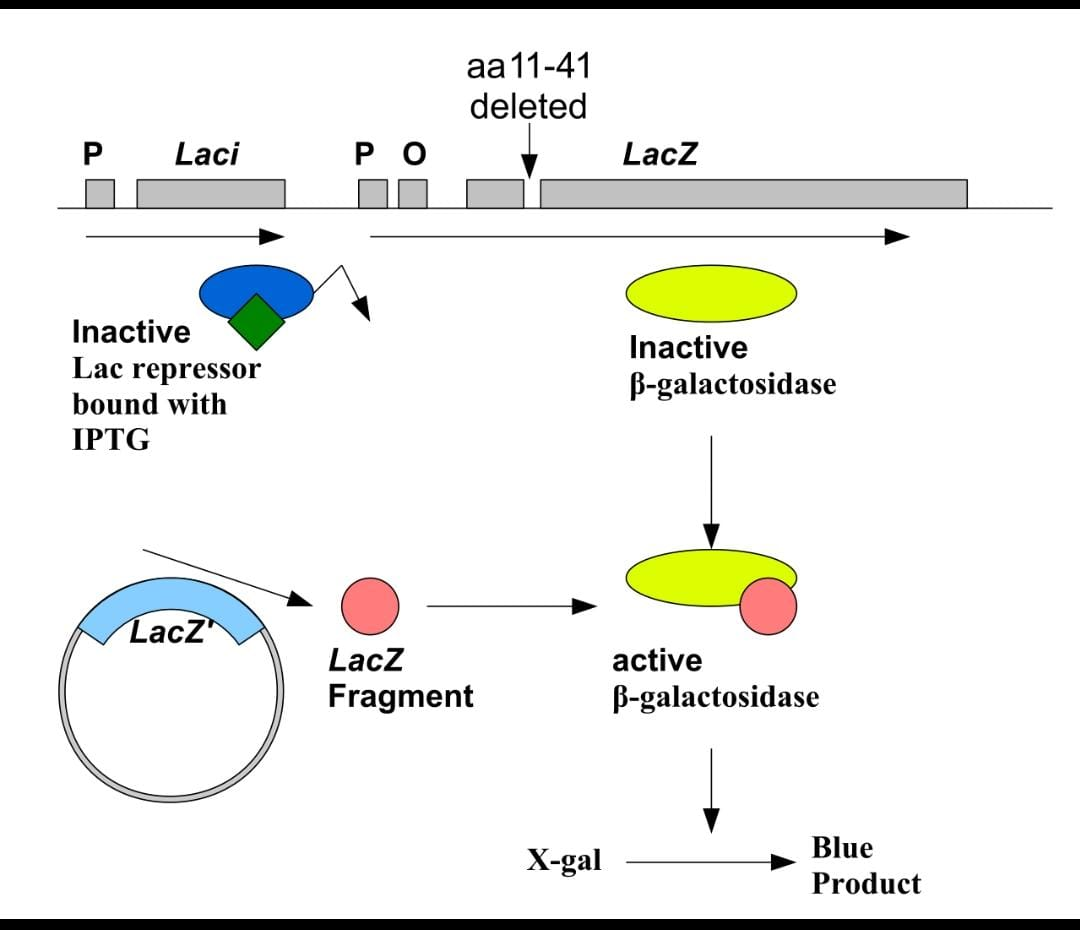 aa11-41
deleted
P Laci P O LacZ
Inactive
Lac repressor
bound with
IPTG
Inactive
β-galactosidase
LacZ'
LacZ
Fragment
active
β-galactosidase
X-gal
Blue
Product